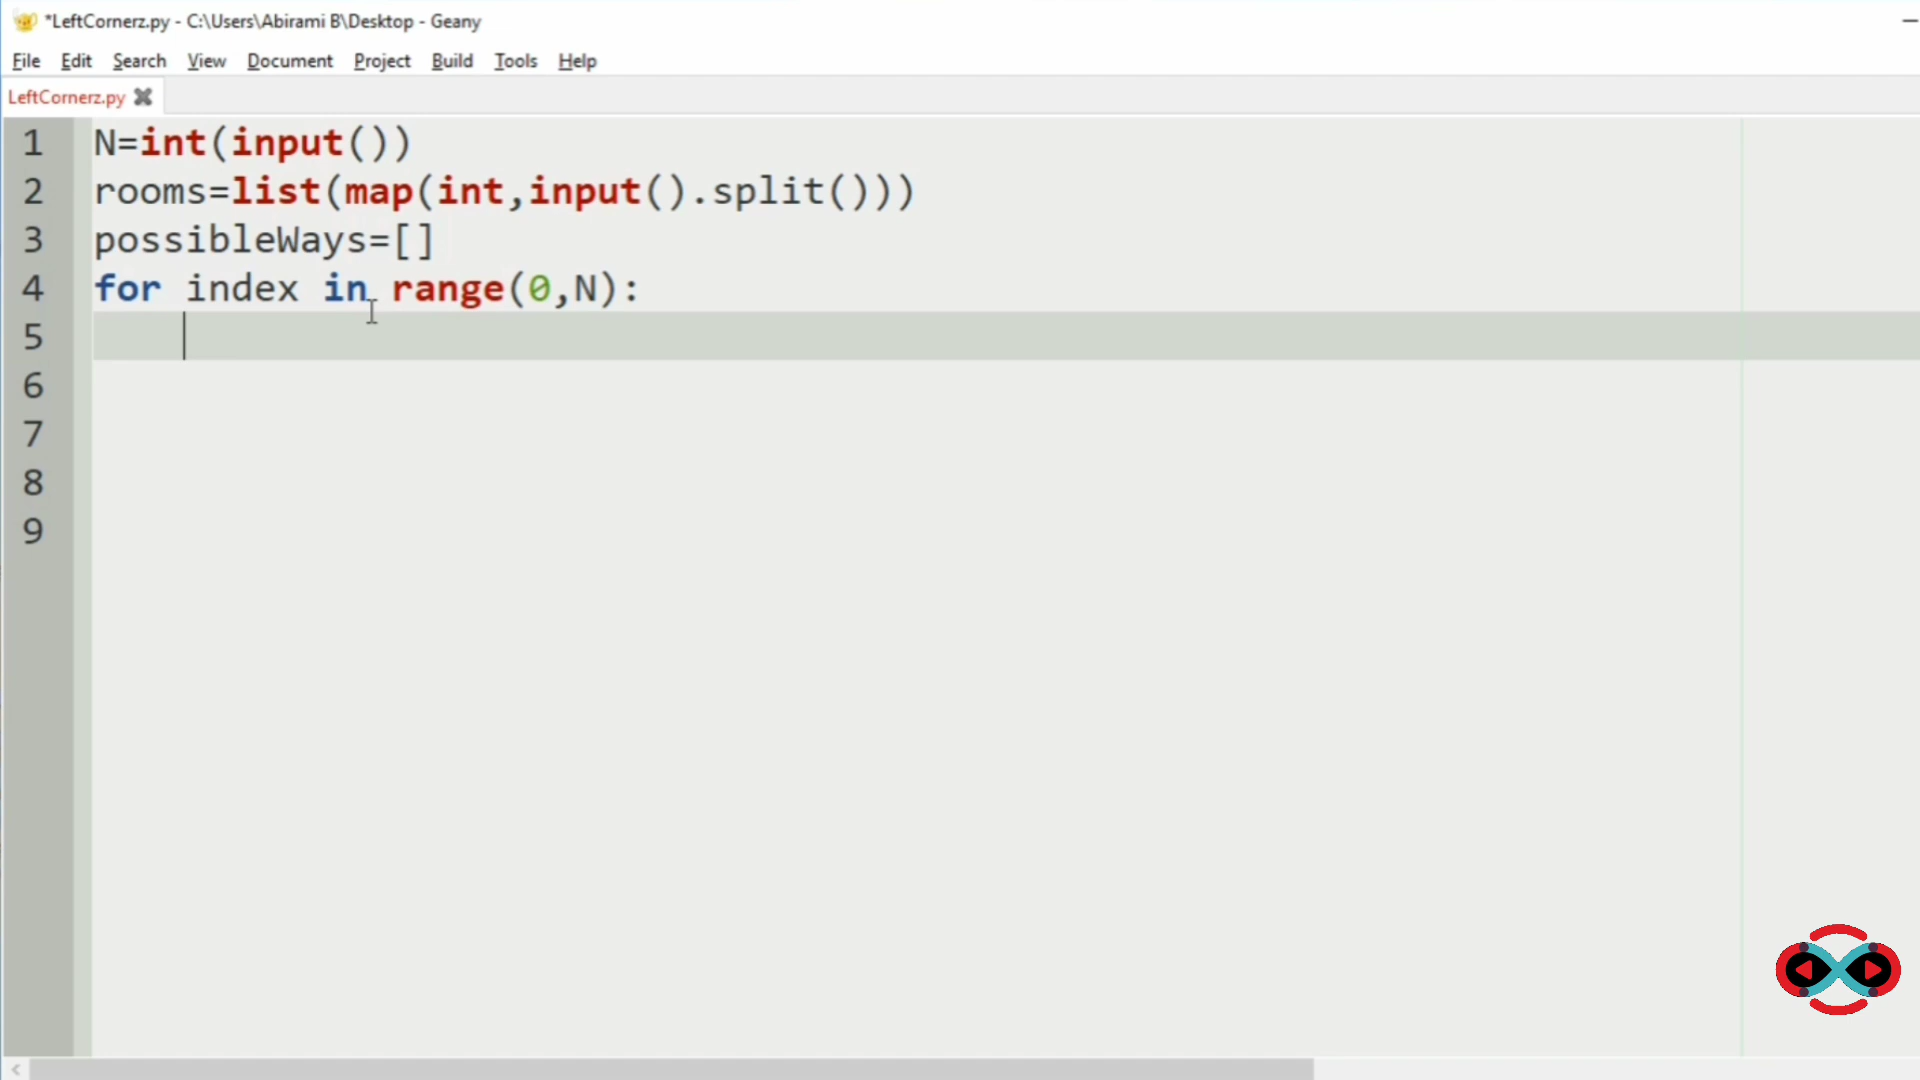 *LeftCornerz.py - C:\Users\Abirami B\Desktop - Geany
File Edit Search View Document Project Build Tools Help
LeftCornerz.py
1 N=int(input())
2 rooms=list(map(int,input().split()))
3 possibleWays=[]
4 for index in range(0,N):
5
6
7
8
9